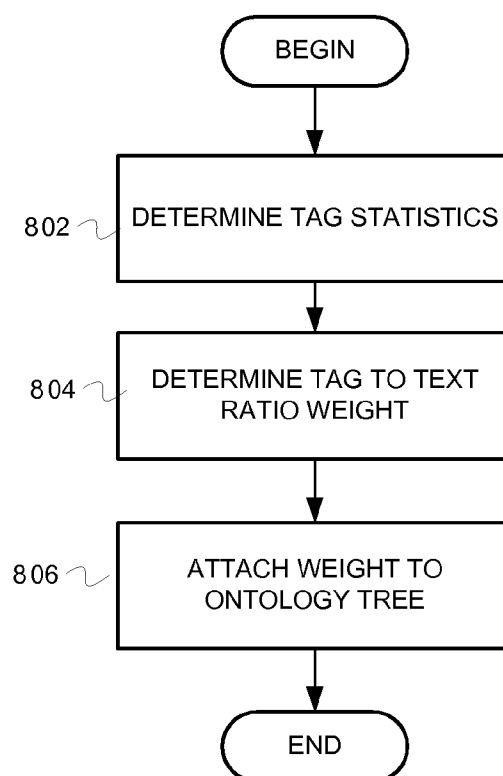 BEGIN
802
DETERMINE TAG STATISTICS
804
DETERMINE TAG TO TEXT
RATIO WEIGHT
806
ATTACH WEIGHT TO
ONTOLOGY TREE
END